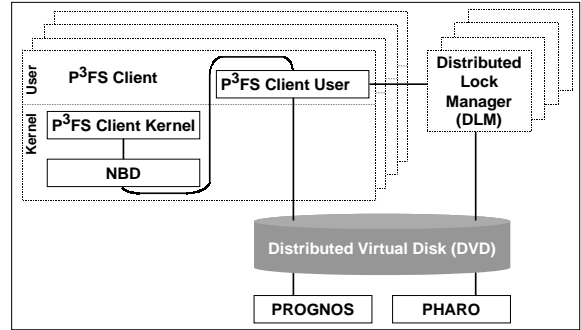 User
P³FS Client
P³FS Client User
Kernel
P³FS Client Kernel
NBD
Distributed
Lock
Manager
(DLM)
Distributed Virtual Disk (DVD)
PROGNOS
PHARO